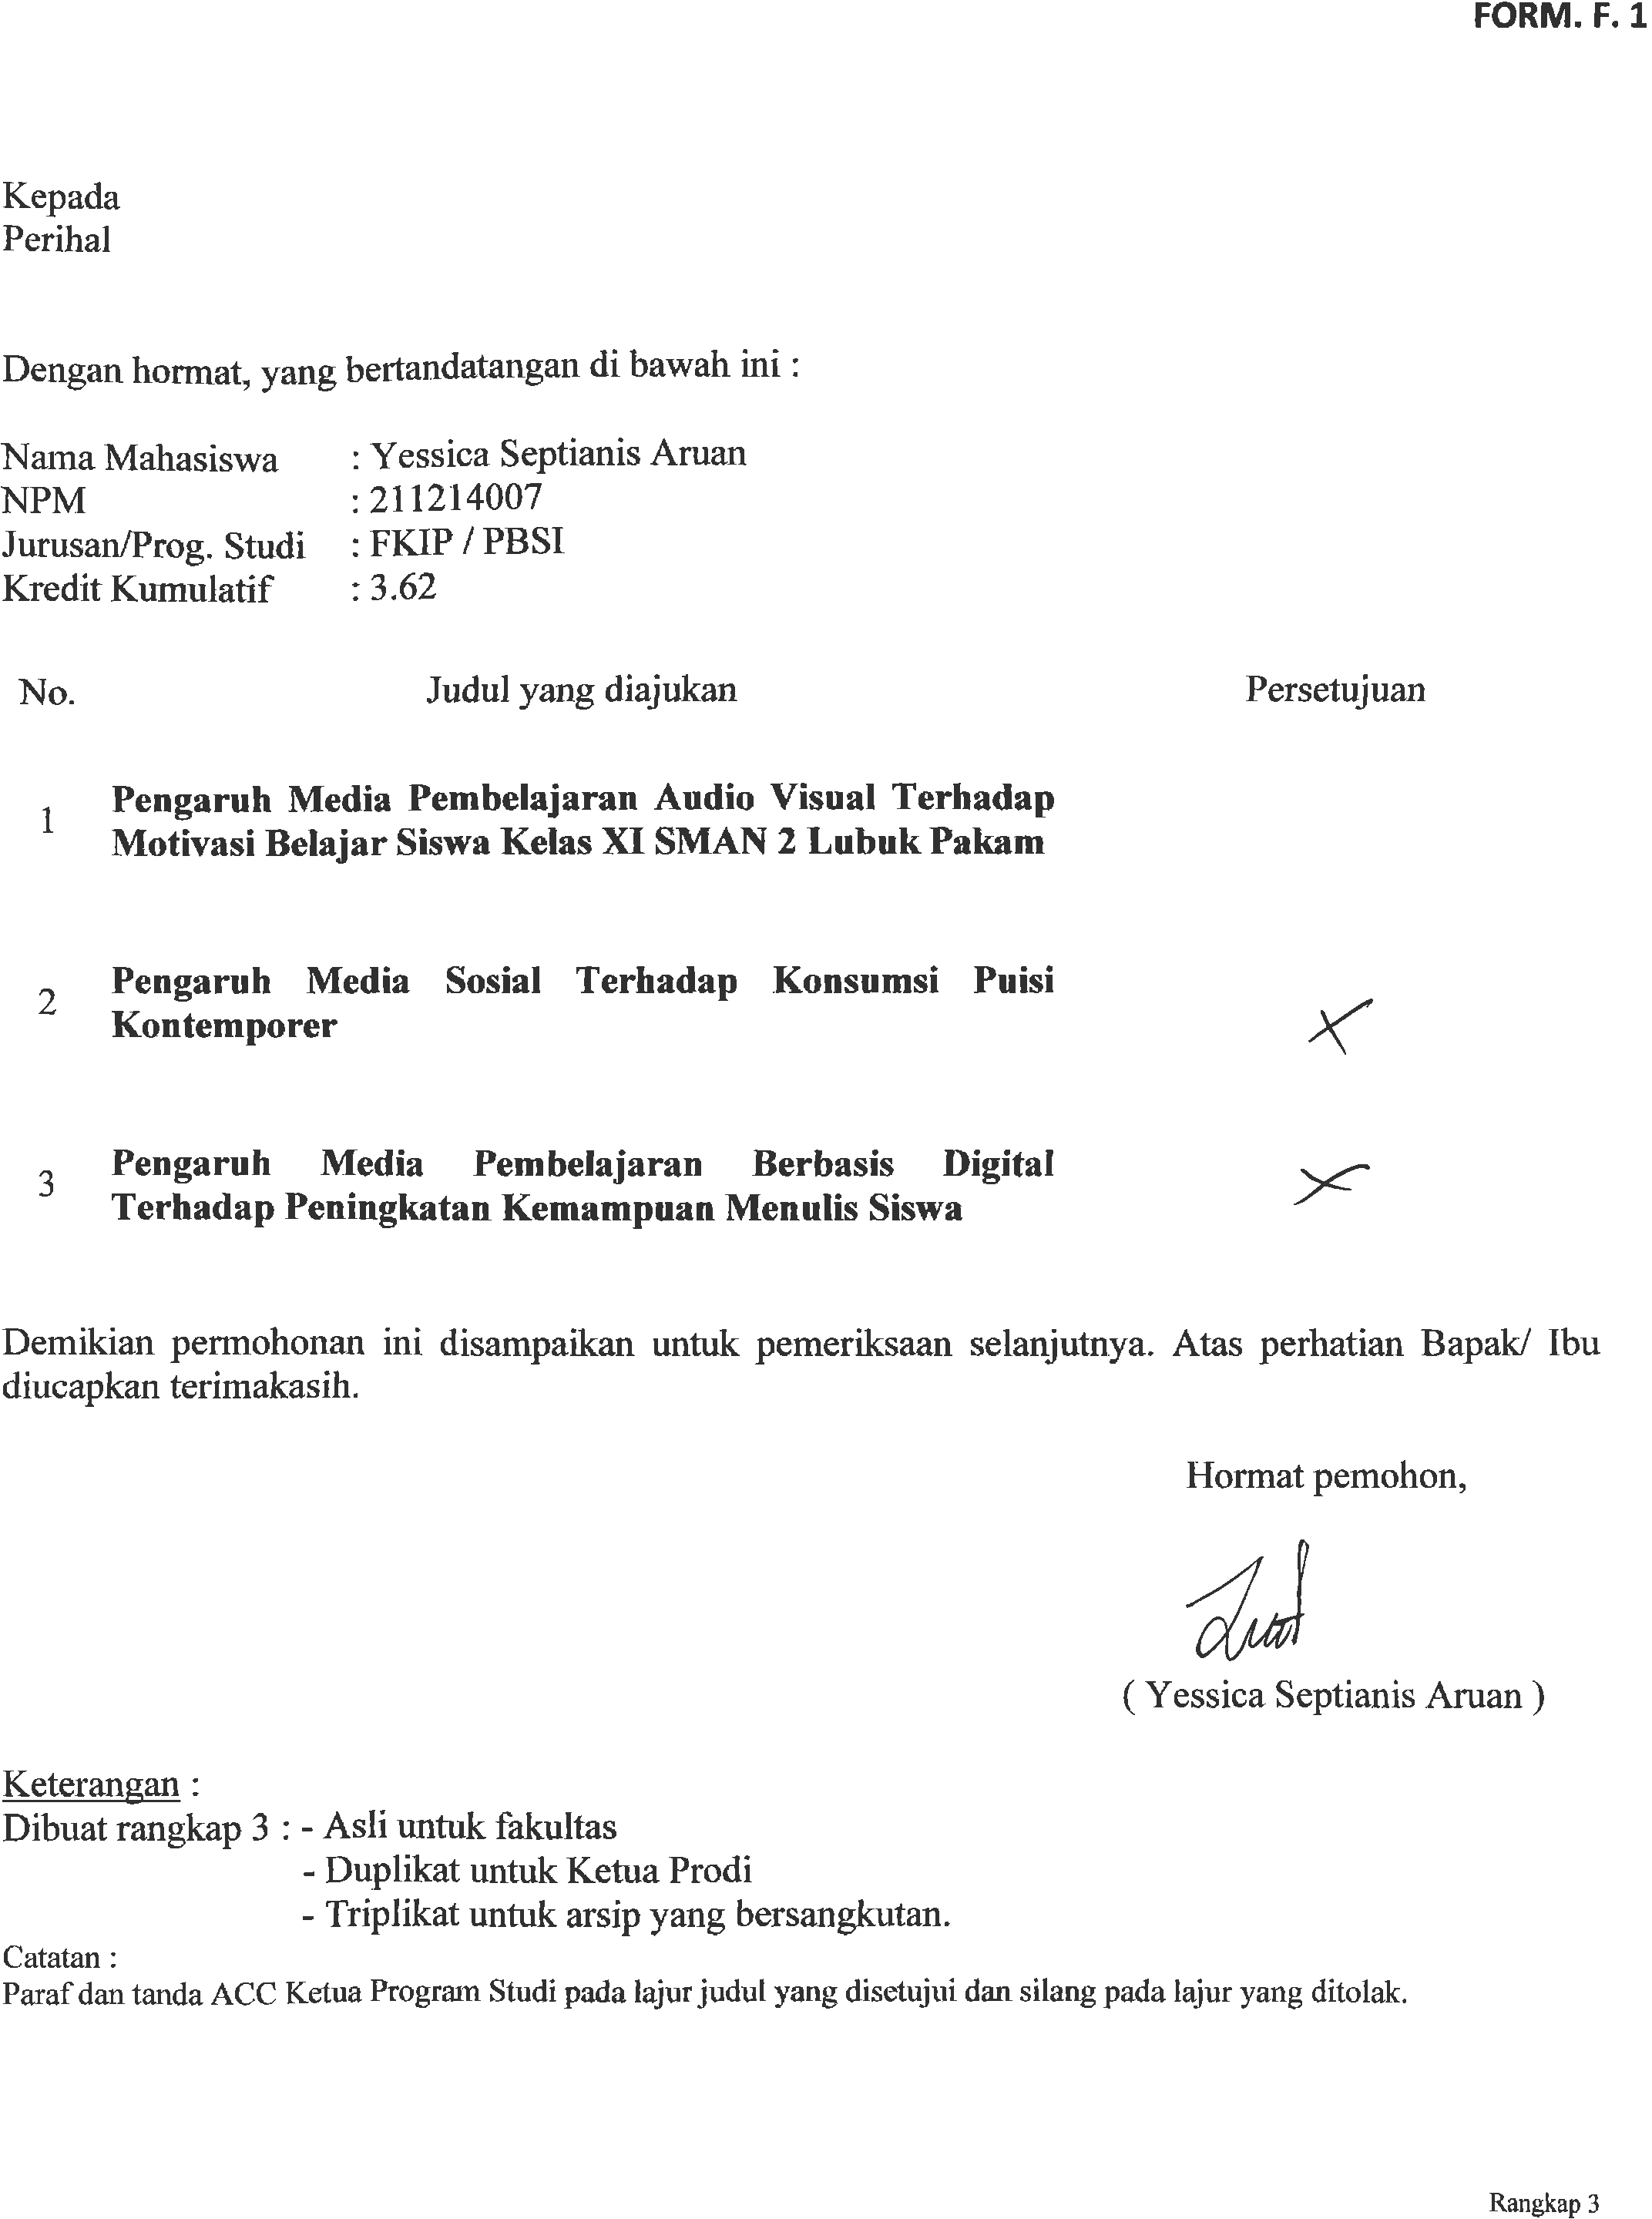 FORM. F. 1
Kepada
Perihal
Dengan hormat, yang bertandatangan di bawah ini :
Nama Mahasiswa : Yessica Septianis Aruan
NPM : 211214007
Jurusan/Prog. Studi : FKIP / PBSI
Kredit Kumulatif : 3.62
No. Judul yang diajukan Persetujuan
1 Pengaruh Media Pembelajaran Audio Visual Terhadap
Motivasi Belajar Siswa Kelas XI SMAN 2 Lubuk Pakam
2 Pengaruh Media Sosial Terhadap Konsumsi Puisi
Kontemporer
3 Pengaruh Media Pembelajaran Berbasis Digital
Terhadap Peningkatan Kemampuan Menulis Siswa
Demikian permohonan ini disampaikan untuk pemeriksaan selanjutnya. Atas perhatian Bapak/ Ibu
diucapkan terimakasih.
Hormat pemohon,
( Yessica Septianis Aruan )
Keterangan :
Dibuat rangkap 3 : - Asli untuk fakultas
- Duplikat untuk Ketua Prodi
- Triplikat untuk arsip yang bersangkutan.
Catatan :
Paraf dan tanda ACC Ketua Program Studi pada lajur judul yang disetujui dan silang pada lajur yang ditolak.
Rangkap 3